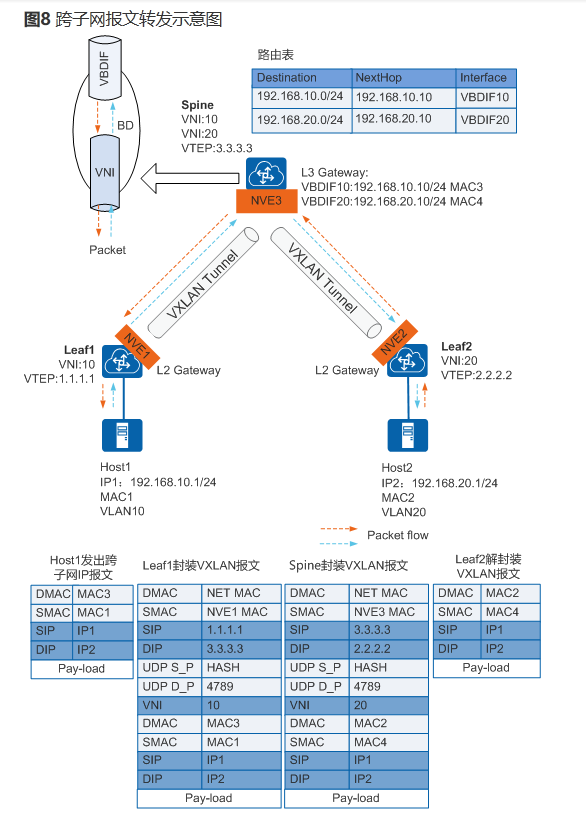 图8 跨子网报文转发示意图
路由表
Destination NextHop Interface
192.168.10.0/24 192.168.10.10 VBDIF10
192.168.20.0/24 192.168.20.10 VBDIF20
VBDIF
BD
VNI
Packet
Spine
VNI:10
VNI:20
VTEP:3.3.3.3
L3 Gateway:
VBDIF10:192.168.10.10/24 MAC3
VBDIF20:192.168.20.10/24 MAC4
NVE3
VXLAN Tunnel
VXLAN Tunnel
NVE1
NVE2
Leaf1
VNI:10
VTEP:1.1.1.1
L2 Gateway
L2 Gateway
Leaf2
VNI:20
VTEP:2.2.2.2
Host1
IP1：192.168.10.1/24
MAC1
VLAN10
Host2
IP2：192.168.20.1/24
MAC2
VLAN20
Packet flow
Host1发出跨
子网IP报文
DMAC MAC3
SMAC MAC1
SIP IP1
DIP IP2
Pay-load
Leaf1封装VXLAN报文
DMAC NET MAC
SMAC NVE1 MAC
SIP 1.1.1.1
DIP 3.3.3.3
UDP S_P HASH
UDP D_P 4789
VNI 10
DMAC MAC3
SMAC MAC1
SIP IP1
DIP IP2
Pay-load
Spine封装VXLAN报文
DMAC NET MAC
SMAC NVE3 MAC
SIP 3.3.3.3
DIP 2.2.2.2
UDP S_P HASH
UDP D_P 4789
VNI 20
DMAC MAC2
SMAC MAC4
SIP IP1
DIP IP2
Pay-load
Leaf2解封装
VXLAN报文
DMAC MAC2
SMAC MAC4
SIP IP1
DIP IP2
Pay-load